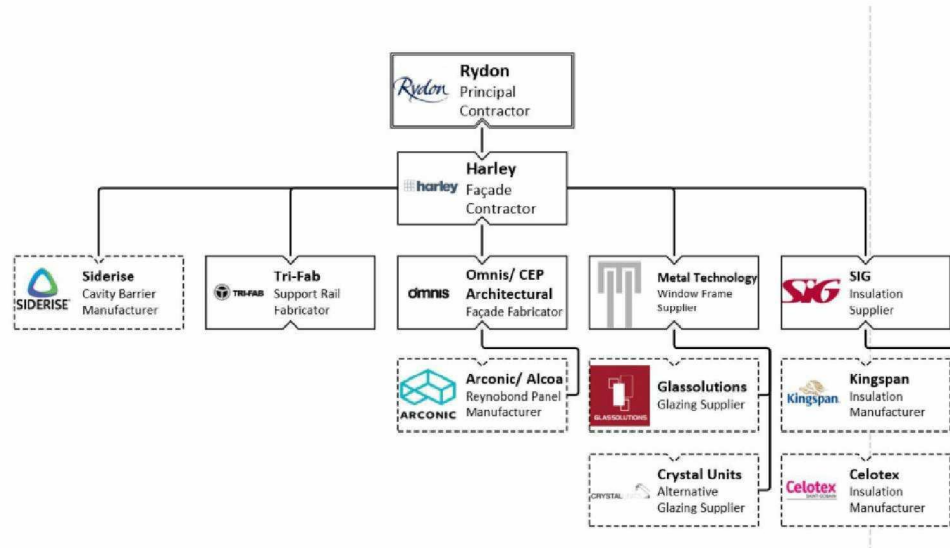 Rydon
Rydon
Principal
Contractor
harley
Harley
Façade
Contractor
SIDERISE
Siderise
Cavity Barrier
Manufacturer
TRI-FAB
Tri-Fab
Support Rail
Fabricator
omnis
Omnis/ CEP
Architectural
Façade Fabricator
Metal Technology
Window Frame
Supplier
SIG
SIG
Insulation
Supplier
ARCONIC
Arconic/ Alcoa
Reynobond Panel
Manufacturer
GLASSOLUTIONS
Glassolutions
Glazing Supplier
Kingspan
Kingspan
Insulation
Manufacturer
CRYSTAL
Crystal Units
Alternative
Glazing Supplier
Celotex
SAINT-GOBAIN
Celotex
Insulation
Manufacturer